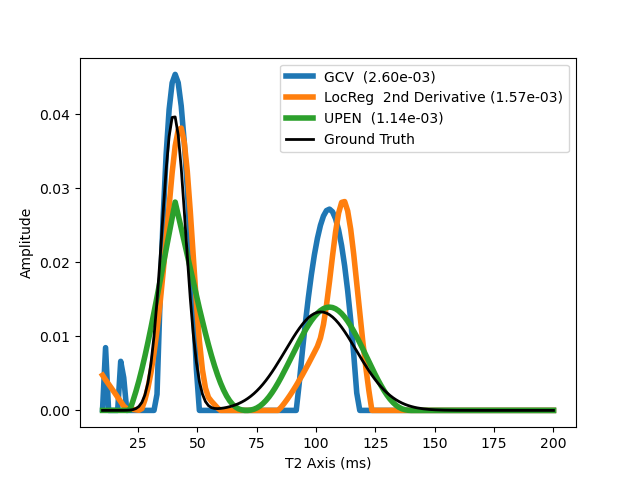 GCV  (2.60e-03)
LocReg  2nd Derivative (1.57e-03)
UPEN  (1.14e-03)
Ground Truth
0.04
0.03
0.02
0.01
0.00
Amplitude
25 50 75 100 125 150 175 200
T2 Axis (ms)